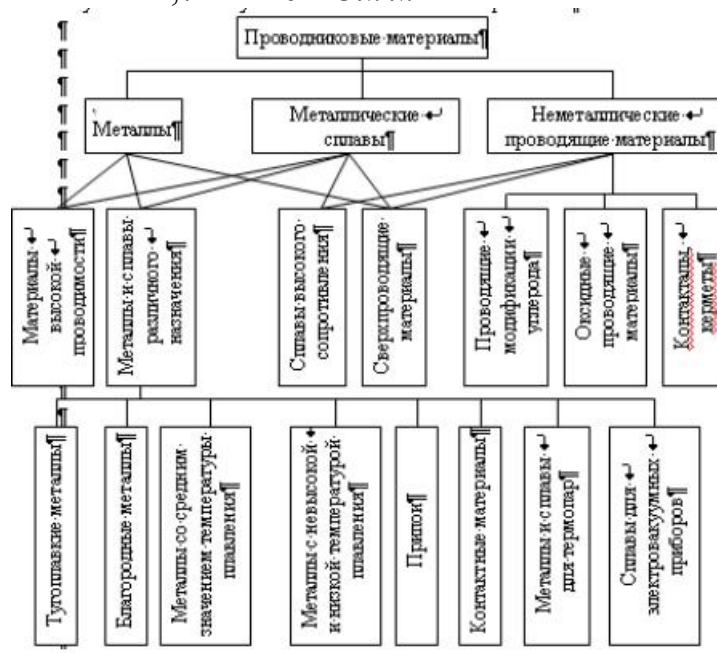 Проводниковые материалы
Металлы
Металлические
сплавы
Неметаллические
проводящие материалы
Материалы
высокой
проводимости
Металлы и сплавы
различного
назначения
Сплавы высокого
сопротивления
Сверхпроводящие
материалы
Проводящие
модификации
углерода
Оксидные
проводящие
материалы
Контакталы
керметы
Тугоплавкие металлы
Благородные металлы
Металлы со средним
значением температуры
плавления
Металлы с невысокой
и низкой температурой
плавления
Припои
Контактные материалы
Металлы и сплавы
для термопар
Сплавы для
электровакуумных
приборов